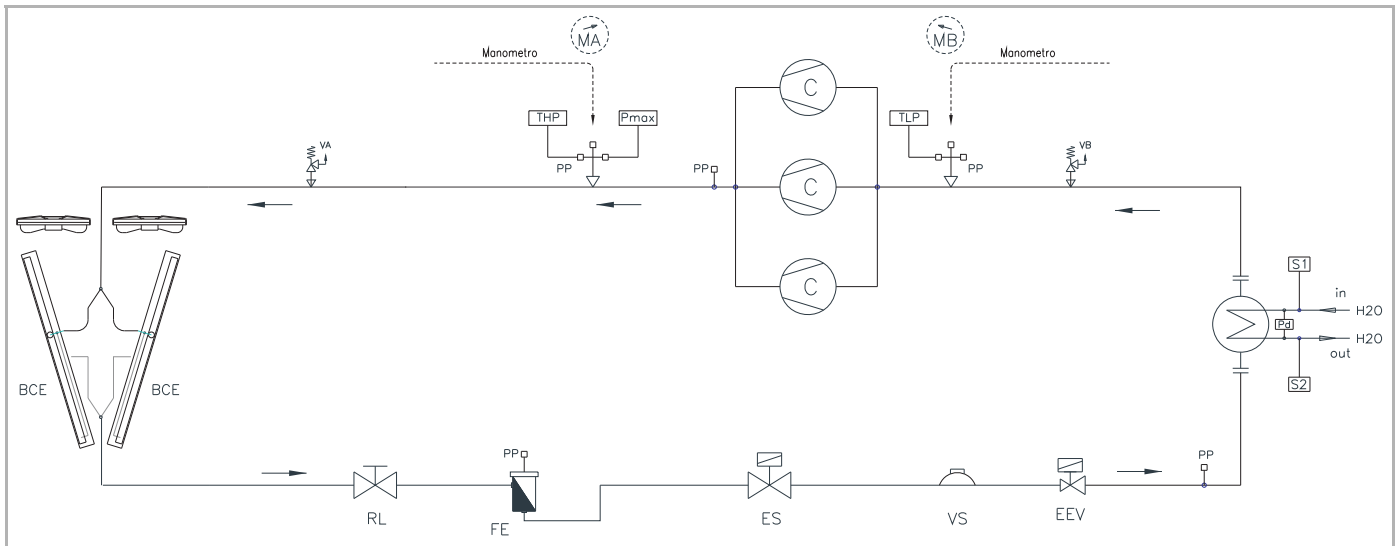 MA
MB
Manometro
Manometro
C
THP
Pmax
TLP
VA
VB
PP
PP
PP
C
C
S1
in
H2O
Pd
H2O
out
S2
BCE
BCE
PP
PP
RL
FE
ES
VS
EEV